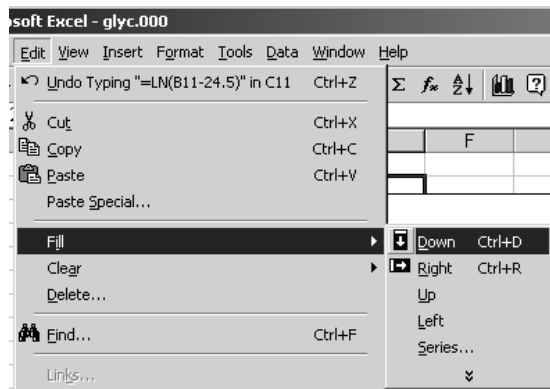 osoft Excel - glyc.000
Edit View Insert Format Tools Data Window Help
Undo Typing "=LN(B11-24.5)" in C11 Ctrl+Z
Cut Ctrl+X
Copy Ctrl+C
Paste Ctrl+V
Paste Special...
Fill
Clear
Delete...
Find... Ctrl+F
Links...
Σ fx A Z
F
Down Ctrl+D
Right Ctrl+R
Up
Left
Series...